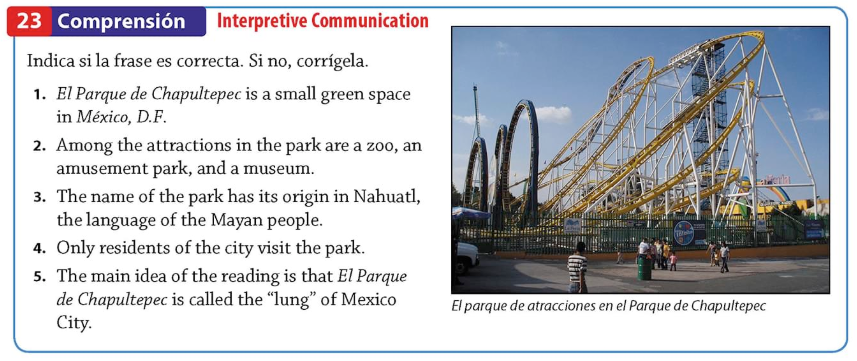 23 Comprensión Interpretive Communication
Indica si la frase es correcta. Si no, corrígela.
1. El Parque de Chapultepec is a small green space
in México, D.F.
2. Among the attractions in the park are a zoo, an
amusement park, and a museum.
3. The name of the park has its origin in Nahuatl,
the language of the Mayan people.
4. Only residents of the city visit the park.
5. The main idea of the reading is that El Parque
de Chapultepec is called the “lung” of Mexico
City.
El parque de atracciones en el Parque de Chapultepec